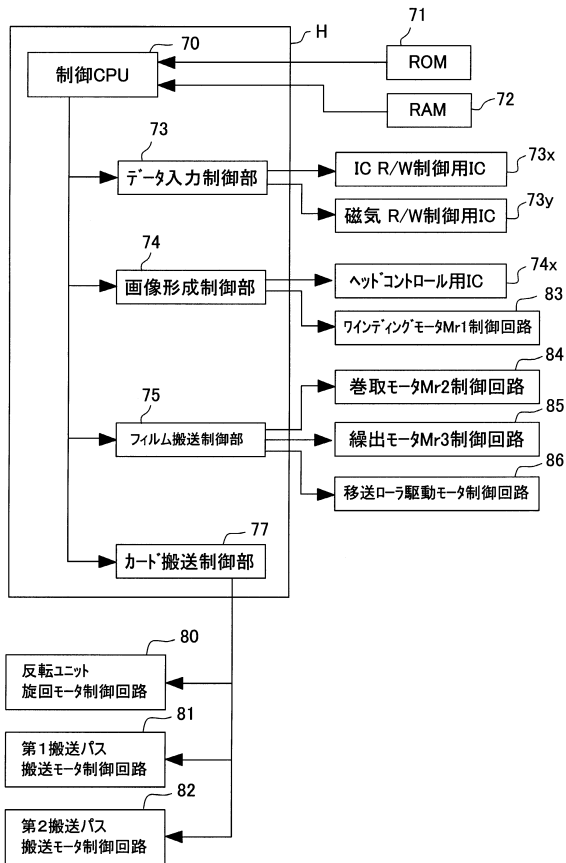 70
H
71
制御CPU
ROM
RAM
72
73
データ入力制御部
IC R/W制御用IC
73x
磁気 R/W制御用IC
73y
74
画像形成制御部
ヘッドコントロール用IC
74x
ワインディングモータMr1制御回路
83
75
フィルム搬送制御部
巻取モータMr2制御回路
84
繰出モータMr3制御回路
85
移送ローラ駆動モータ制御回路
86
77
カード搬送制御部
80
反転ユニット
旋回モータ制御回路
81
第1搬送パス
搬送モータ制御回路
82
第2搬送パス
搬送モータ制御回路